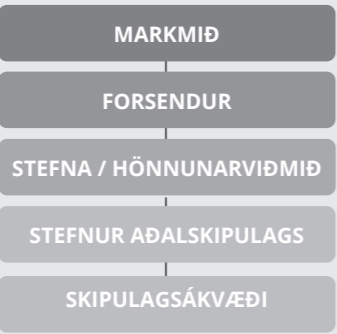 MARKMIÐ
FORSENDUR
STEFNA / HÖNNUNARVIÐMIÐ
STEFNUR AÐALSKIPULAGS
SKIPULAGSÁKVÆÐI